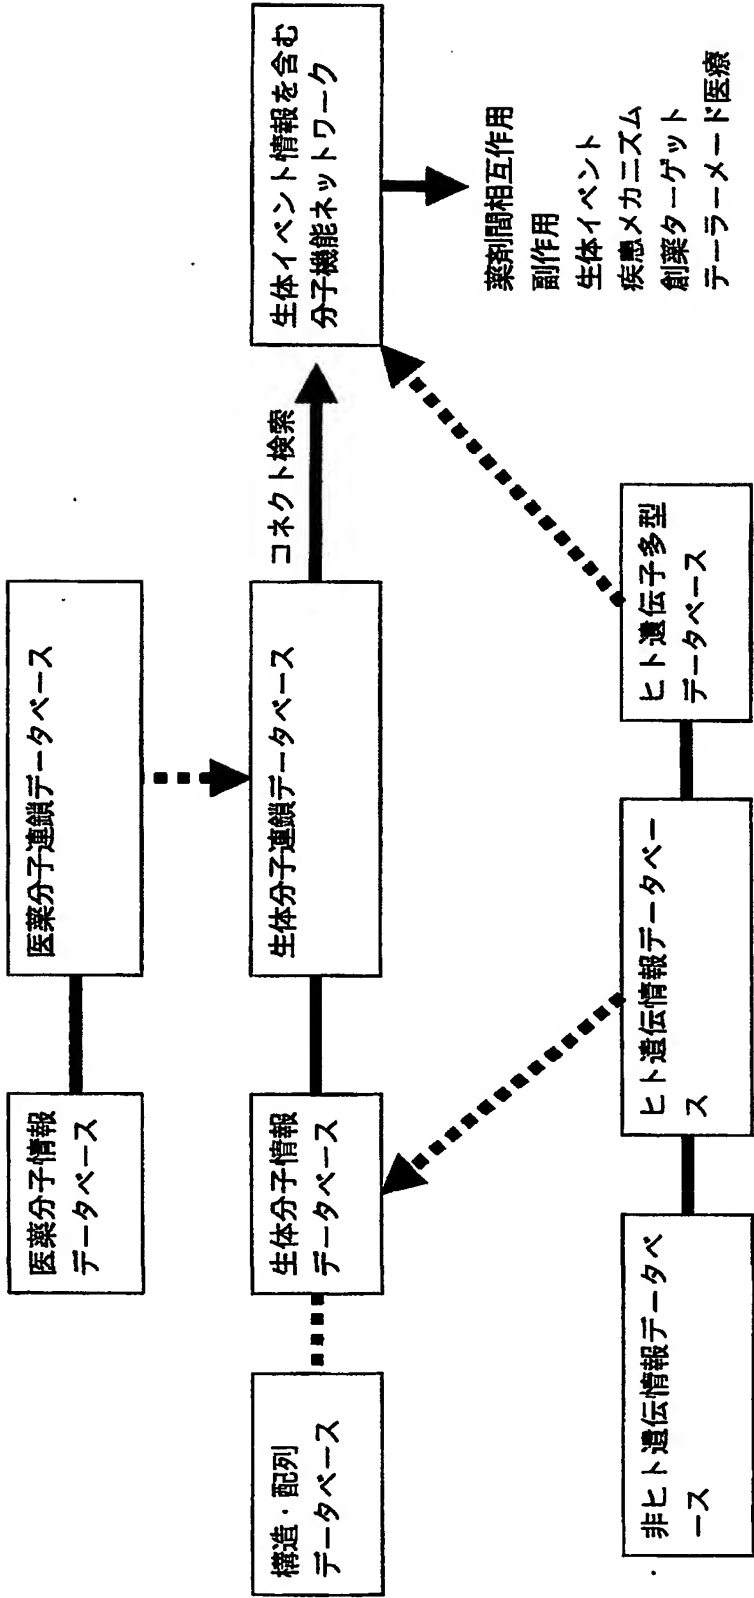 医薬分子情報
データベース
医薬分子連鎖データベース
構造・配列
データベース
生体分子情報
データベース
生体分子連鎖データベース
コネクト検索
生体イベント情報を含む
分子機能ネットワーク
薬剤間相互作用
副作用
生体イベント
疾患メカニズム
創薬ターゲット
テーラーメード医療
非ヒト遺伝情報データベ
ース
ヒト遺伝情報データベー
ス
ヒト遺伝子多型
データベース